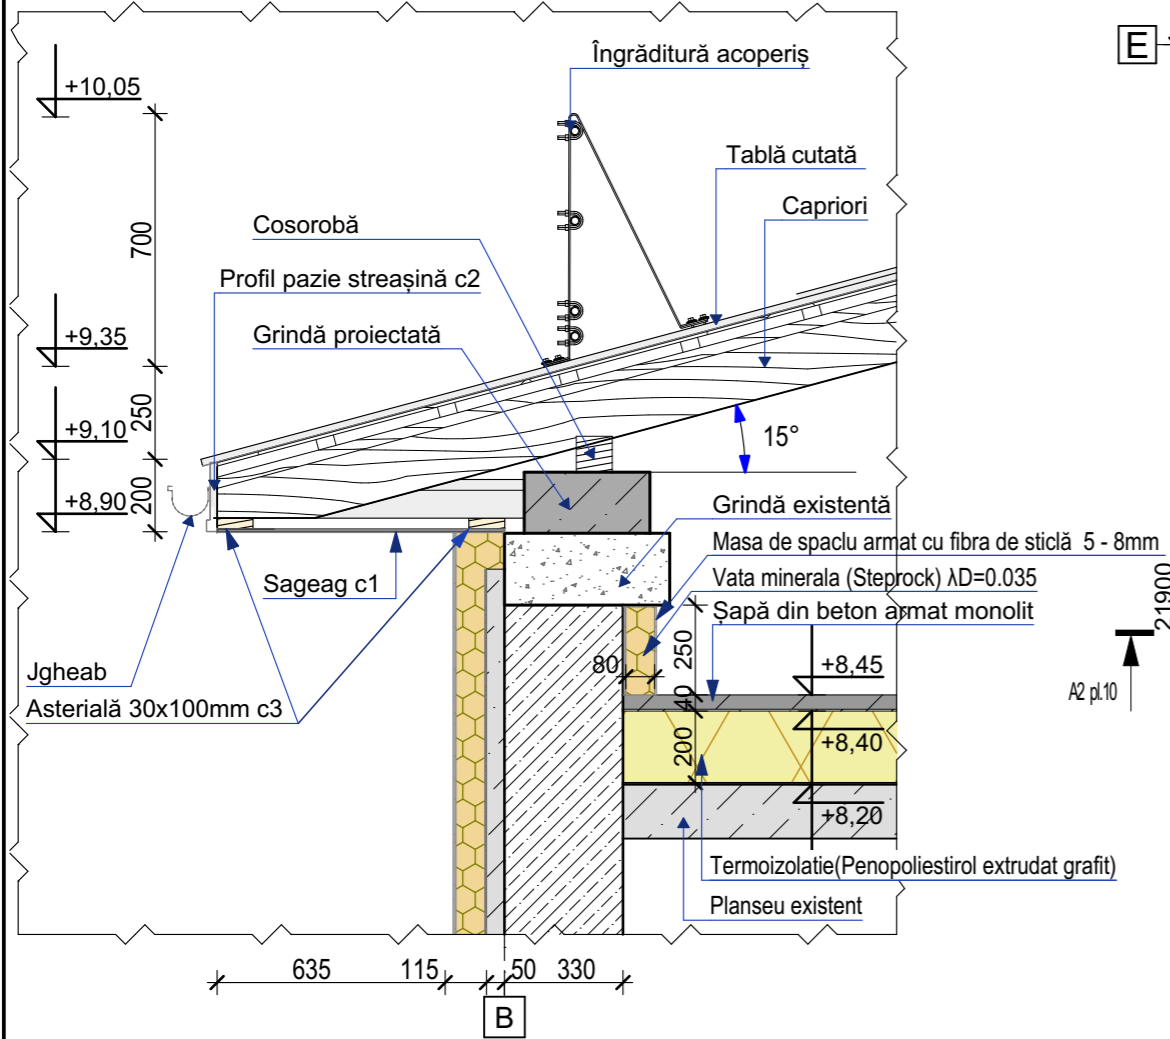 Îngrăditură acoperiș
E
+10,05
Tablă cutată
700
Capriori
Cosorobă
Profil pazie streașină c2
+9,35
Grindă proiectată
250
+9,10
15°
200
+8,90
Grindă existentă
Masa de spaclu armat cu fibra de sticlă 5 - 8mm
Vata minerala (Steprock) λD=0.035
Sageag c1
Șapă din beton armat monolit
21900
250
80
+8,45
Jgheab
A2 pl.10
Asterială 30x100mm c3
40
+8,40
200
+8,20
Termoizolatie(Penopoliestirol extrudat grafit)
Planseu existent
635 115 50 330
B